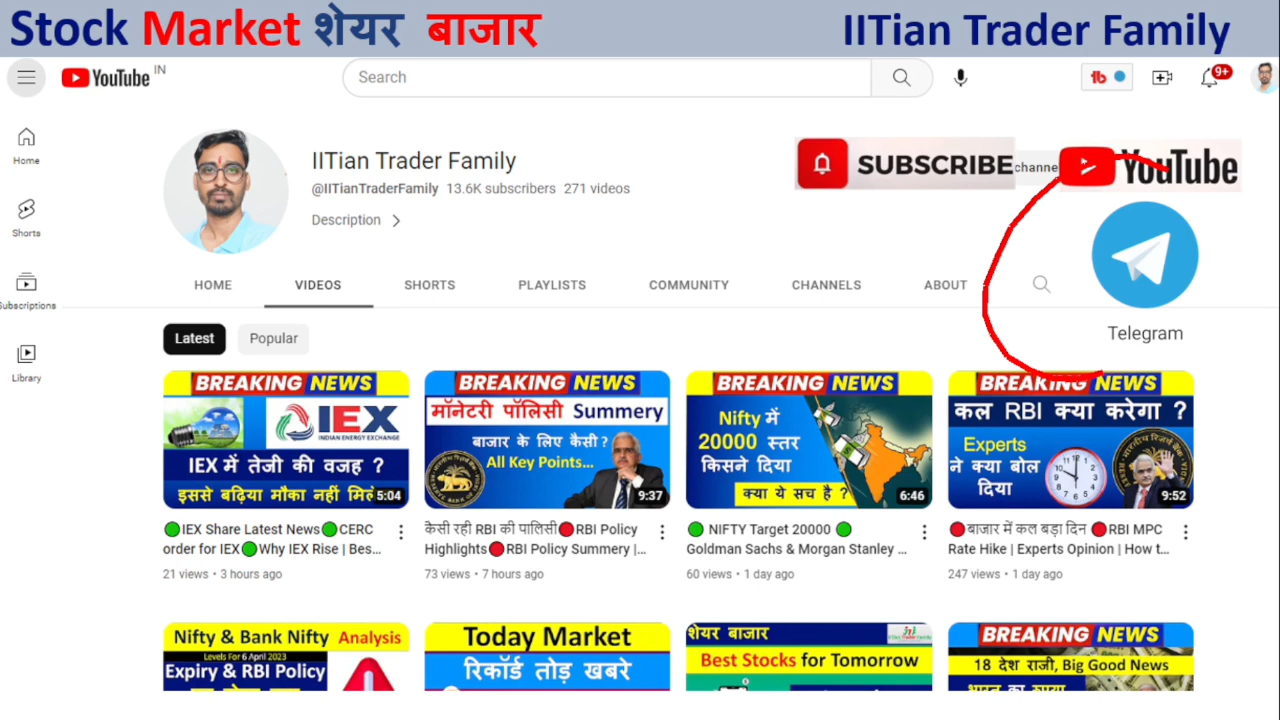 Stock Market शेयर बाजार
IITian Trader Family
YouTube IN
Search
9+
Home
Shorts
Subscriptions
Library
IITian Trader Family
@IITianTraderFamily 13.6K subscribers 271 videos
Description
SUBSCRIBE
channe
YouTube
Telegram
HOME VIDEOS SHORTS PLAYLISTS COMMUNITY CHANNELS ABOUT
Latest Popular
BREAKING NEWS
IEX
INDIAN ENERGY EXCHANGE
IEX में तेजी की वजह ?
इससे बढ़िया मौका नहीं
5:04
🟢IEX Share Latest News🟢CERC
order for IEX🟢Why IEX Rise | Bes...
21 views • 3 hours ago
BREAKING NEWS
मॉनेटरी पॉलिसी Summery
बाजार के लिए कैसी?
All Key Points...
9:37
कैसी रही RBI की पालिसी🔴RBI Policy
Highlights🔴RBI Policy Summery |...
73 views • 7 hours ago
BREAKING NEWS
Nifty में
20000 स्तर
किसने दिया
क्या ये सच है ?
6:46
🟢 NIFTY Target 20000 🟢
Goldman Sachs & Morgan Stanley ...
60 views • 1 day ago
BREAKING NEWS
कल RBI क्या करेगा ?
Experts
ने क्या बोल
दिया
9:52
🔴बाजार में कल बड़ा दिन 🔴RBI MPC
Rate Hike | Experts Opinion | How t...
247 views • 1 day ago
Nifty & Bank Nifty Analysis
Levels For 6 April 2023
Expiry & RBI Policy
Today Market
रिकॉर्ड तोड़ खबरे
शेयर बाजार
Best Stocks for Tomorrow
BREAKING NEWS
18 देश राजी, Big Good News
भारत का रुपया